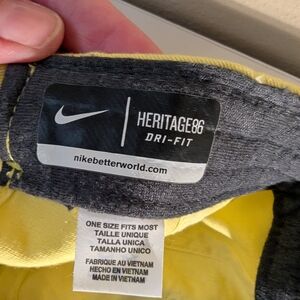 HERITAGE86
DRI-FIT
nikebetterworld.com
ONE SIZE FITS MOST
TAILLE UNIQUE
TALLA UNICA
TAMANHO UNICO
FABRIQUE AU VIETNAM
HECHO EN VIETNAM
MADE IN VIETNAM